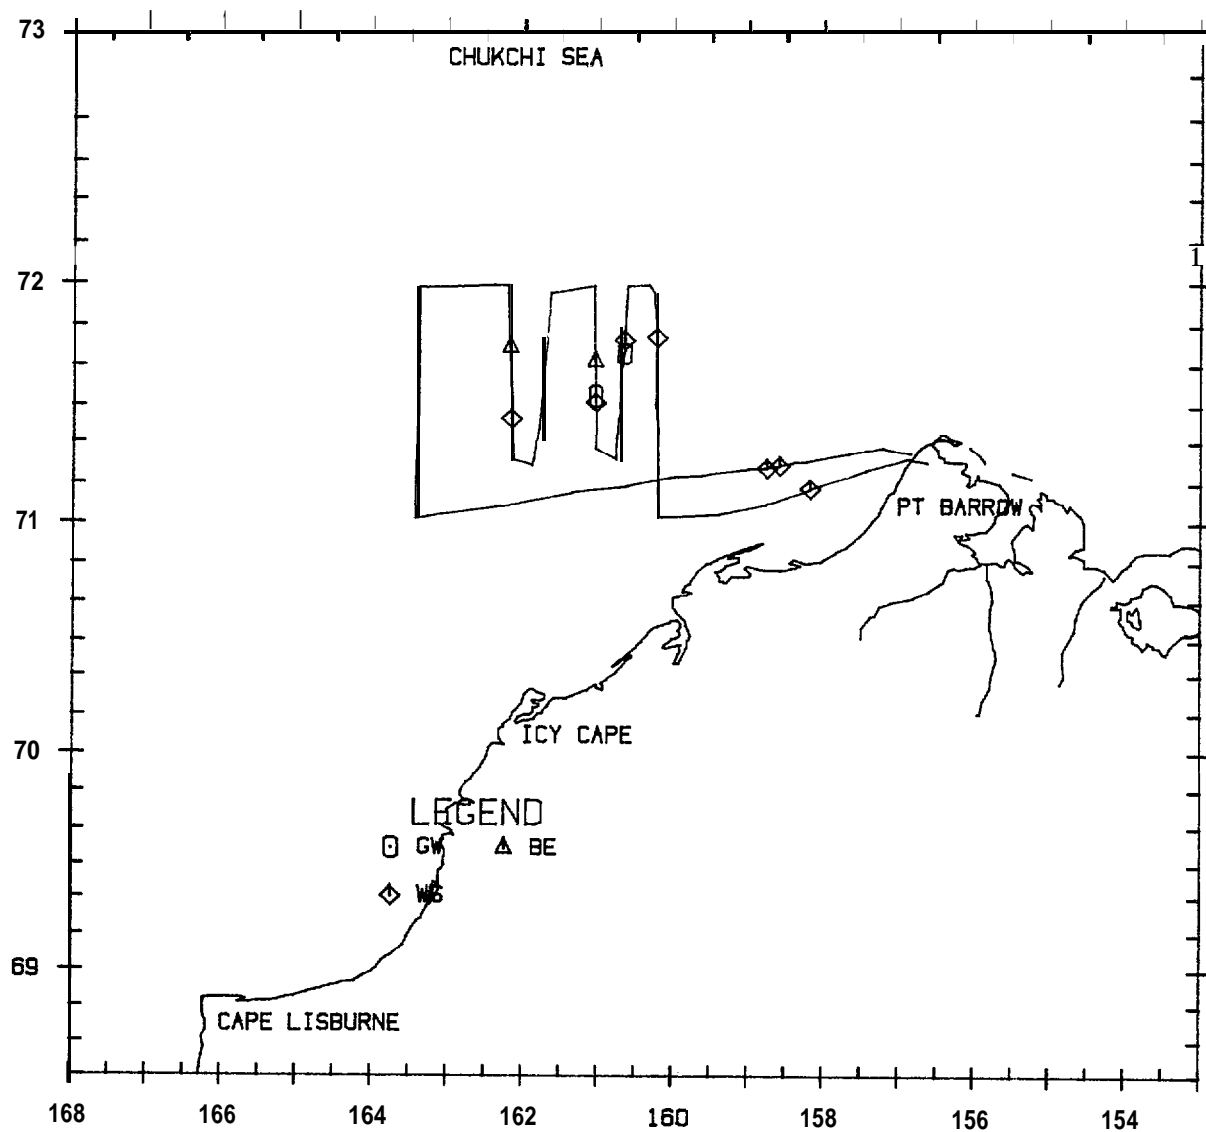 73
CHUKCHI SEA
72
1
71
PT BARROW
70
ICY CAPE
LEGEND
GW BE
69
CAPE LISBURNE
168 166 164 162 160 158 156 154